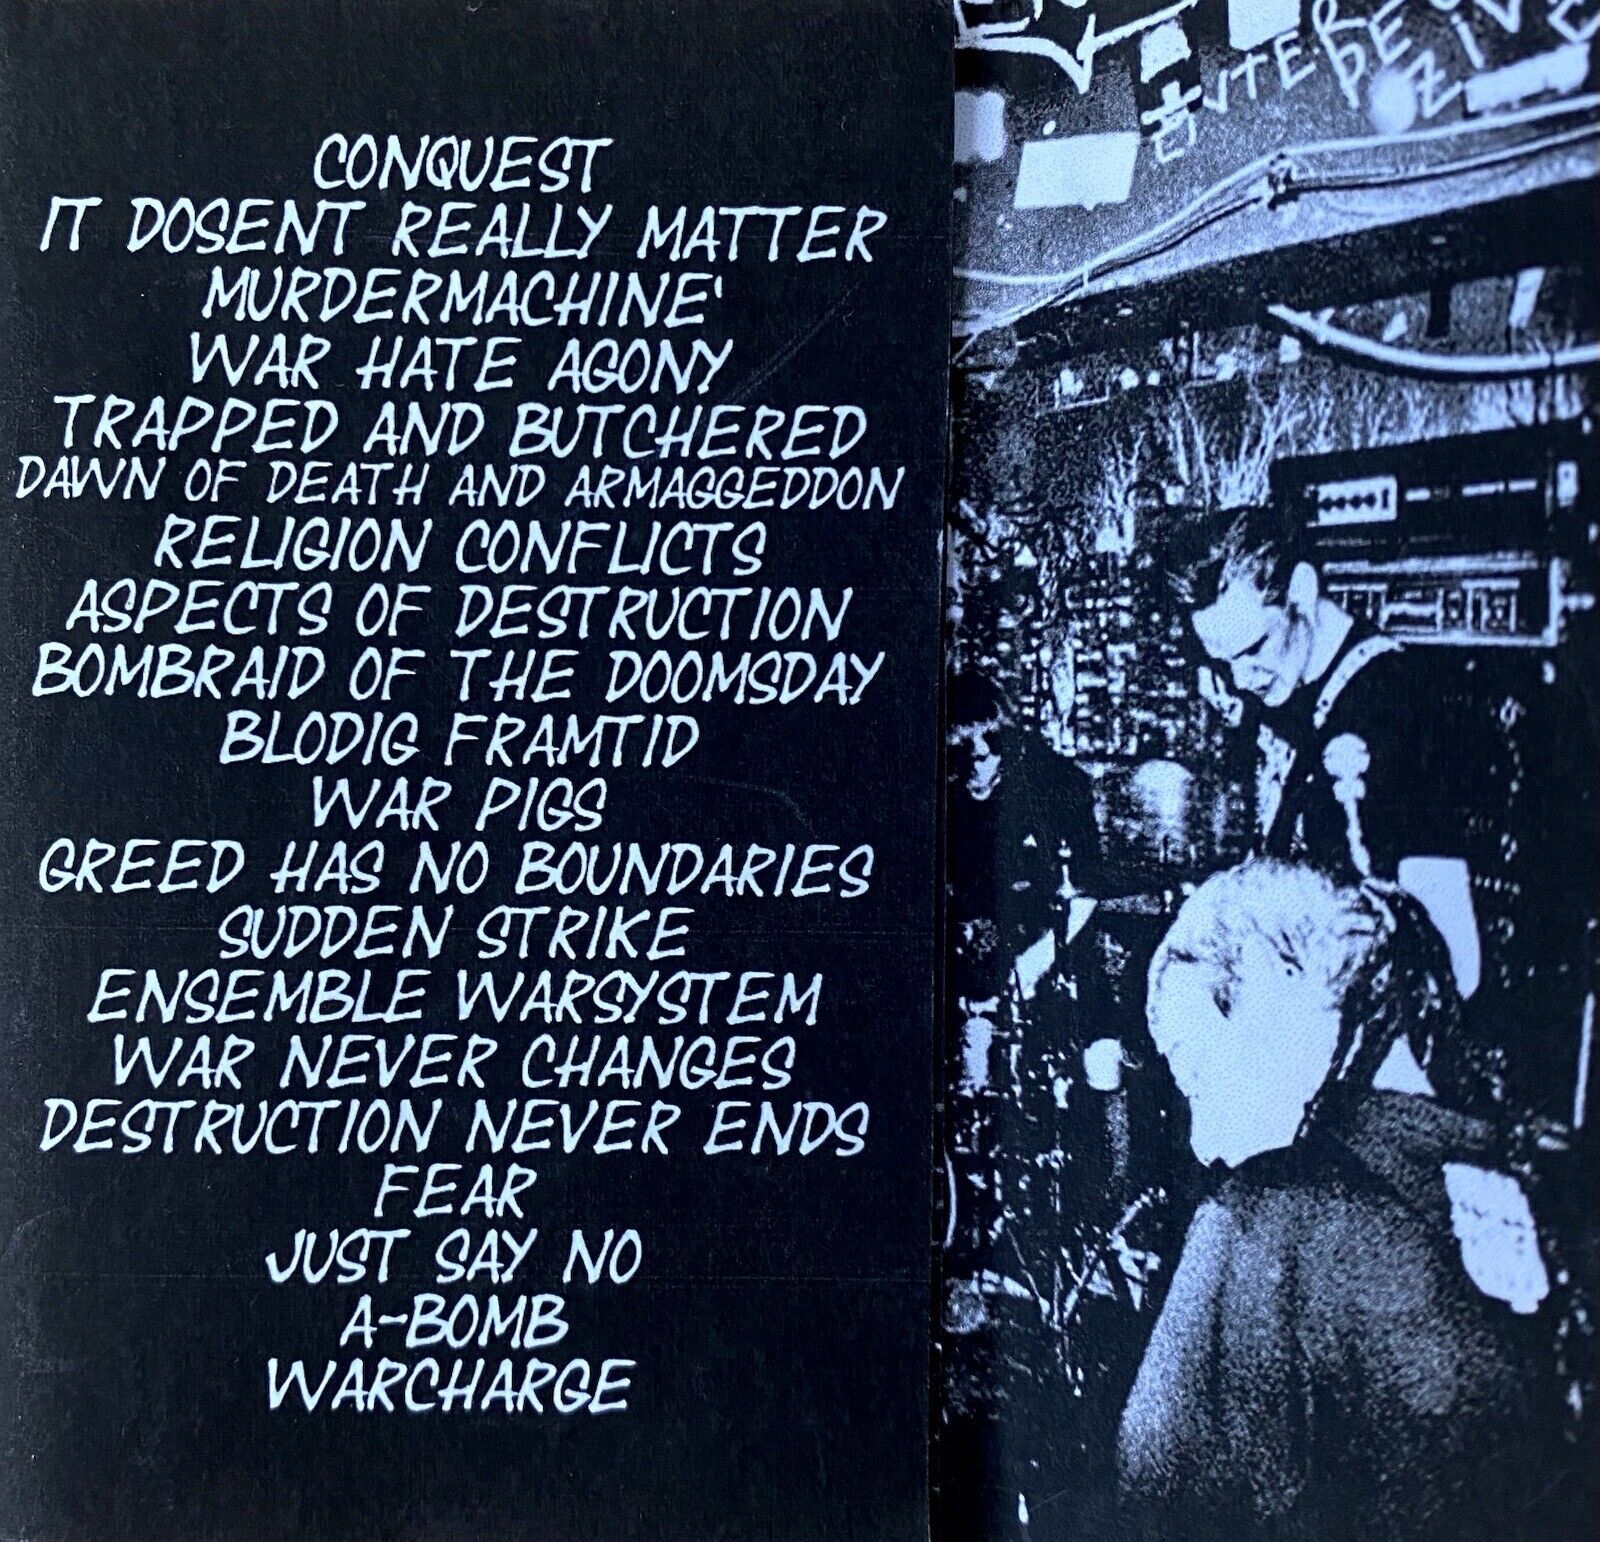 CONQUEST
IT DOSENT REALLY MATTER
MURDERMACHINE'
WAR HATE AGONY
TRAPPED AND BUTCHERED
DAWN OF DEATH AND ARMAGGEDDON
RELIGION CONFLICTS
ASPECTS OF DESTRUCTION
BOMBRAID OF THE DOOMSDAY
BLODIG FRAMTID
WAR PIGS
GREED HAS NO BOUNDARIES
SUDDEN STRIKE
ENSEMBLE WARSYSTEM
WAR NEVER CHANGES
DESTRUCTION NEVER ENDS
FEAR
JUST SAY NO
A-BOMB
WARCHARGE